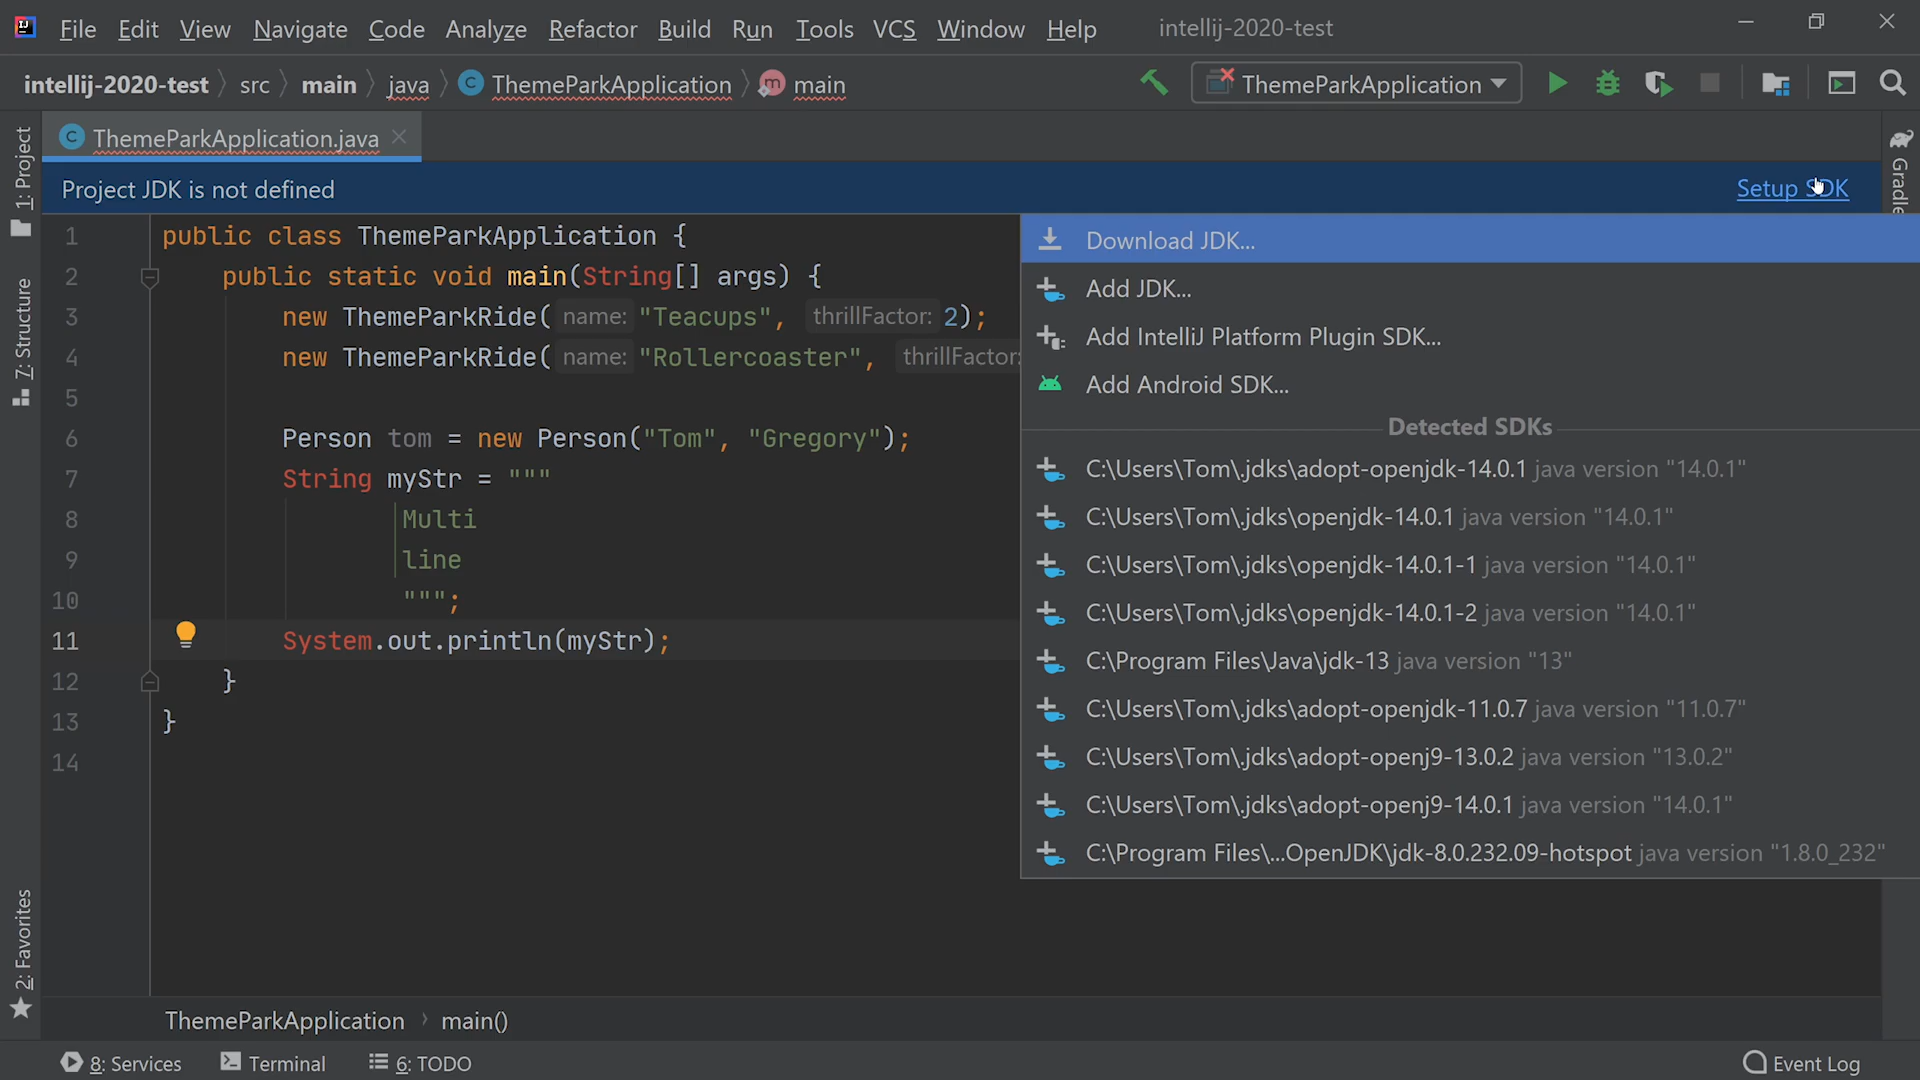 File Edit View Navigate Code Analyze Refactor Build Run Tools VCS Window Help intellij-2020-test
intellij-2020-test src main java ThemeParkApplication main ThemeParkApplication
1: Project
7: Structure
2: Favorites
ThemeParkApplication.java
Gradle
Project JDK is not defined Setup SDK
1 public class ThemeParkApplication {
2 public static void main(String[] args) {
3 new ThemeParkRide( name: "Teacups", thrillFactor: 2);
4 new ThemeParkRide( name: "Rollercoaster", thrillFactor:
5
6 Person tom = new Person("Tom", "Gregory");
7 String myStr = """
8 Multi
9 line
10 """;
11 System.out.println(myStr);
12 }
13 }
14
Download JDK...
Add JDK...
Add IntelliJ Platform Plugin SDK...
Add Android SDK...
Detected SDKs
C:\Users\Tom\.jdks\adopt-openjdk-14.0.1 java version "14.0.1"
C:\Users\Tom\.jdks\openjdk-14.0.1 java version "14.0.1"
C:\Users\Tom\.jdks\openjdk-14.0.1-1 java version "14.0.1"
C:\Users\Tom\.jdks\openjdk-14.0.1-2 java version "14.0.1"
C:\Program Files\Java\jdk-13 java version "13"
C:\Users\Tom\.jdks\adopt-openjdk-11.0.7 java version "11.0.7"
C:\Users\Tom\.jdks\adopt-openj9-13.0.2 java version "13.0.2"
C:\Users\Tom\.jdks\adopt-openj9-14.0.1 java version "14.0.1"
C:\Program Files\...OpenJDK\jdk-8.0.232.09-hotspot java version "1.8.0_232"
ThemeParkApplication › main()
8: Services Terminal 6: TODO Event Log